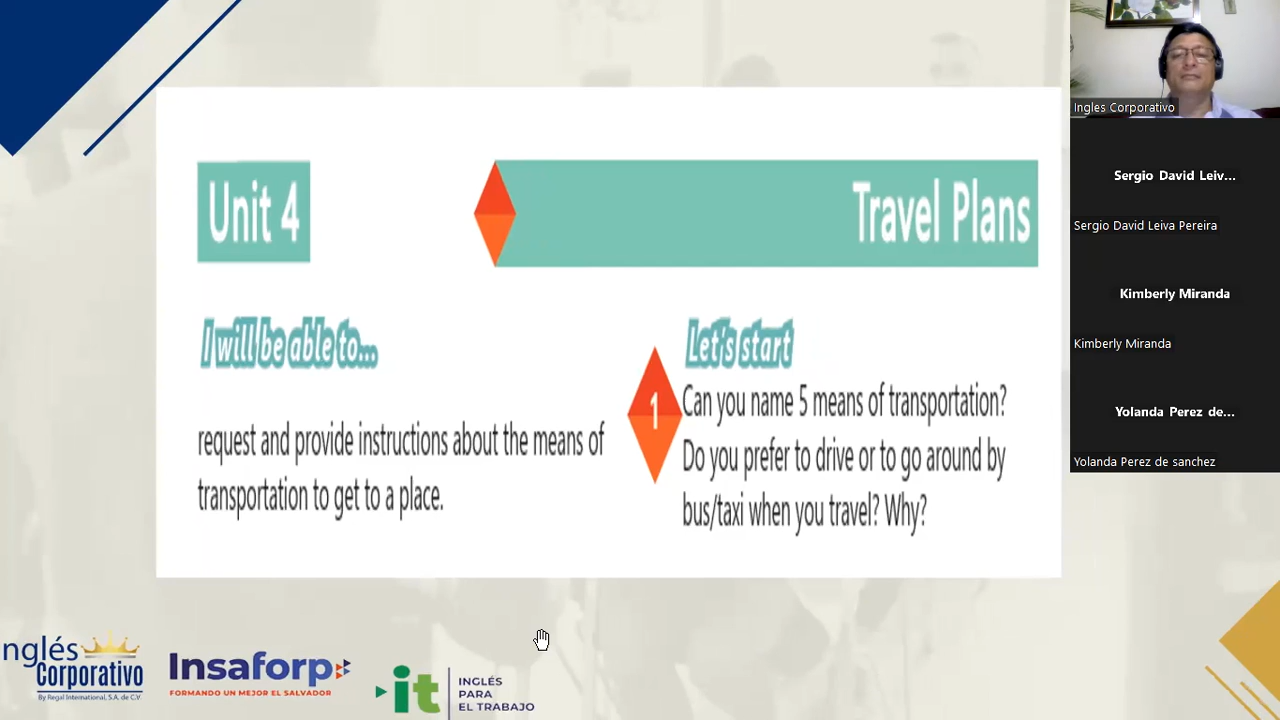 Unit 4
Travel Plans
I will be able to...
request and provide instructions about the means of
transportation to get to a place.
Let's start
1
Can you name 5 means of transportation?
Do you prefer to drive or to go around by
bus/taxi when you travel? Why?
nglés
Corporativo
By Regal International, S.A. de C.V.
Insaforp
FORMANDO UN MEJOR EL SALVADOR
it
INGLÉS
PARA
EL TRABAJO
Ingles Corporativo
Sergio David Leiv...
Sergio David Leiva Pereira
Kimberly Miranda
Kimberly Miranda
Yolanda Perez de...
Yolanda Perez de sanchez